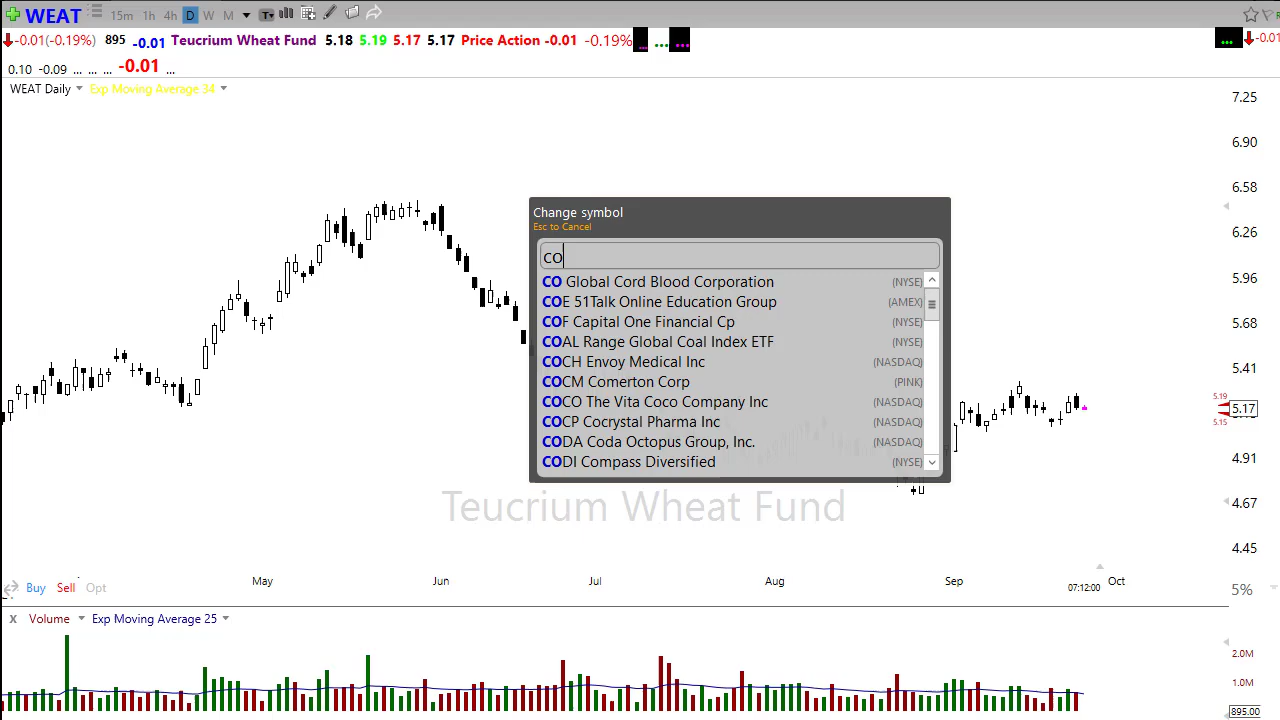 WEAT 15m 1h 4h D W M T
-0.01(-0.19%) 895 -0.01 Teucrium Wheat Fund 5.18 5.19 5.17 5.17 Price Action -0.01 -0.19% ... ... ... ... -0.01
0.10 -0.09 ... ... ... -0.01 ...
WEAT Daily Exp Moving Average 34
7.25
6.90
6.58
6.26
5.96
5.68
5.41
5.19
5.17
5.15
4.91
4.67
4.45
Change symbol
Esc to Cancel
CO
CO Global Cord Blood Corporation (NYSE)
COE 51Talk Online Education Group (AMEX)
COF Capital One Financial Cp (NYSE)
COAL Range Global Coal Index ETF (NYSE)
COCH Envoy Medical Inc (NASDAQ)
COCM Comerton Corp (PINK)
COCO The Vita Coco Company Inc (NASDAQ)
COCP Cocrystal Pharma Inc (NASDAQ)
CODA Coda Octopus Group, Inc. (NASDAQ)
CODI Compass Diversified (NYSE)
Teucrium Wheat Fund
May Jun Jul Aug Sep Oct
Buy Sell Opt 07:12:00 5%
X Volume Exp Moving Average 25
2.0M
1.0M
895.00